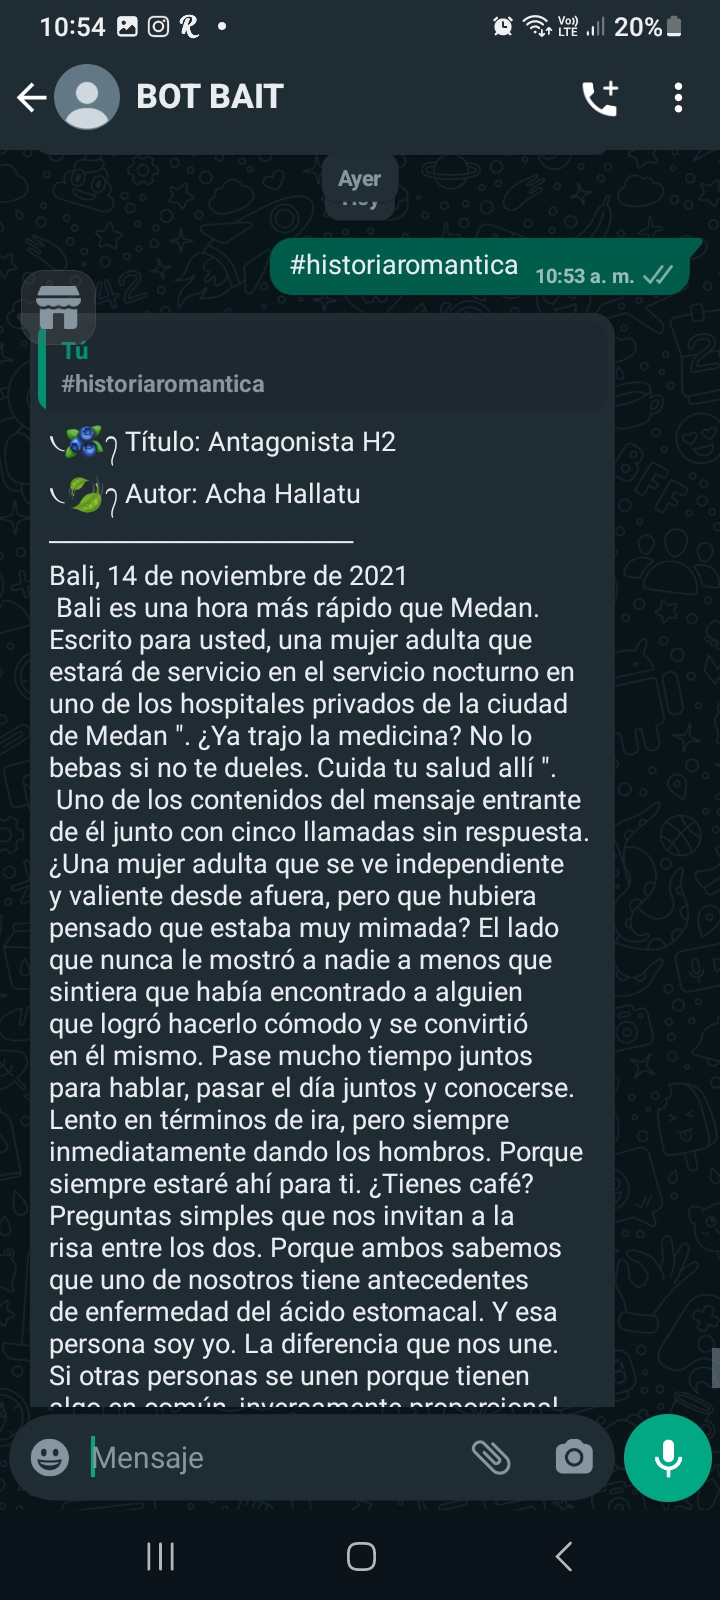 10:54
Vo))
LTE
20%
BOT BAIT
Ayer
Hoy
#historiaromantica
10:53 a. m.
Tú
#historiaromantica
Título: Antagonista H2
Autor: Acha Hallatu
Bali, 14 de noviembre de 2021
Bali es una hora más rápido que Medan.
Escrito para usted, una mujer adulta que
estará de servicio en el servicio nocturno en
uno de los hospitales privados de la ciudad
de Medan ". ¿Ya trajo la medicina? No lo
bebas si no te dueles. Cuida tu salud allí ".
Uno de los contenidos del mensaje entrante
de él junto con cinco llamadas sin respuesta.
¿Una mujer adulta que se ve independiente
y valiente desde afuera, pero que hubiera
pensado que estaba muy mimada? El lado
que nunca le mostró a nadie a menos que
sintiera que había encontrado a alguien
que logró hacerlo cómodo y se convirtió
en él mismo. Pase mucho tiempo juntos
para hablar, pasar el día juntos y conocerse.
Lento en términos de ira, pero siempre
inmediatamente dando los hombros. Porque
siempre estaré ahí para ti. ¿Tienes café?
Preguntas simples que nos invitan a la
risa entre los dos. Porque ambos sabemos
que uno de nosotros tiene antecedentes
de enfermedad del ácido estomacal. Y esa
persona soy yo. La diferencia que nos une.
Si otras personas se unen porque tienen
algo en común, inversamente proporcional
Mensaje